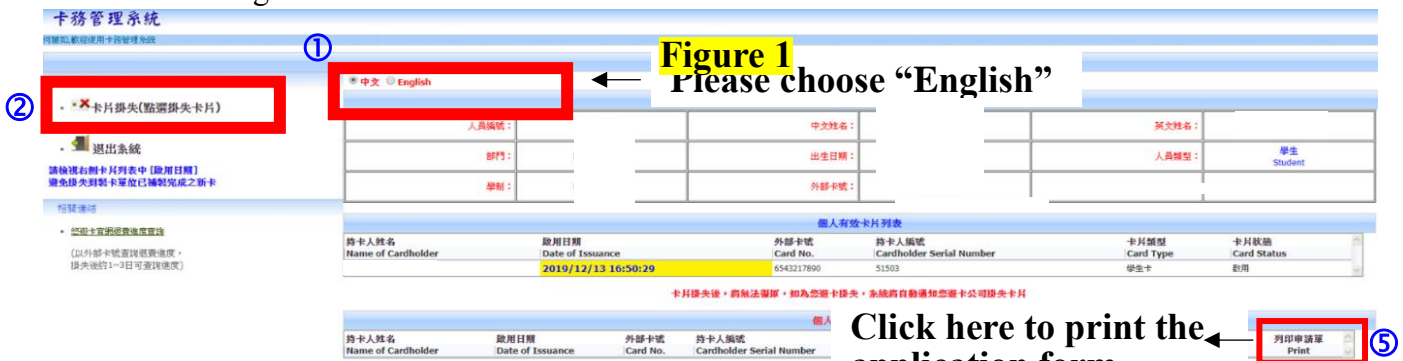 卡務管理系統
,歡迎使用卡務管理系統
①
Figure 1
Please choose “English”
中文 English
②
卡片掛失(點選掛失卡片)
人員編號：
中文姓名：
英文姓名：
退出系統
部門：
出生日期：
人員類型：
學生
Student
請檢視右側卡片列表中 [啟用日期]
避免掛失到製卡單位已補製完成之新卡
學制：
外部卡號：
相關連結
悠遊卡官網退費進度查詢
(以外部卡號查詢退費進度，
掛失後約1~3日可查詢進度)
個人有效卡片列表
持卡人姓名 啟用日期 外部卡號 持卡人編號 卡片類型 卡片狀態
Name of Cardholder Date of Issuance Card No. Cardholder Serial Number Card Type Card Status
2019/12/13 16:50:29 6543217890 51503 學生卡 啟用
卡片掛失後，將無法復原，如為悠遊卡掛失，系統將自動通知悠遊卡公司掛失卡片
個人
Click here to print the
application form
持卡人姓名 啟用日期 外部卡號 持卡人編號 列印申請單
Name of Cardholder Date of Issuance Card No. Cardholder Serial Number Print
⑤